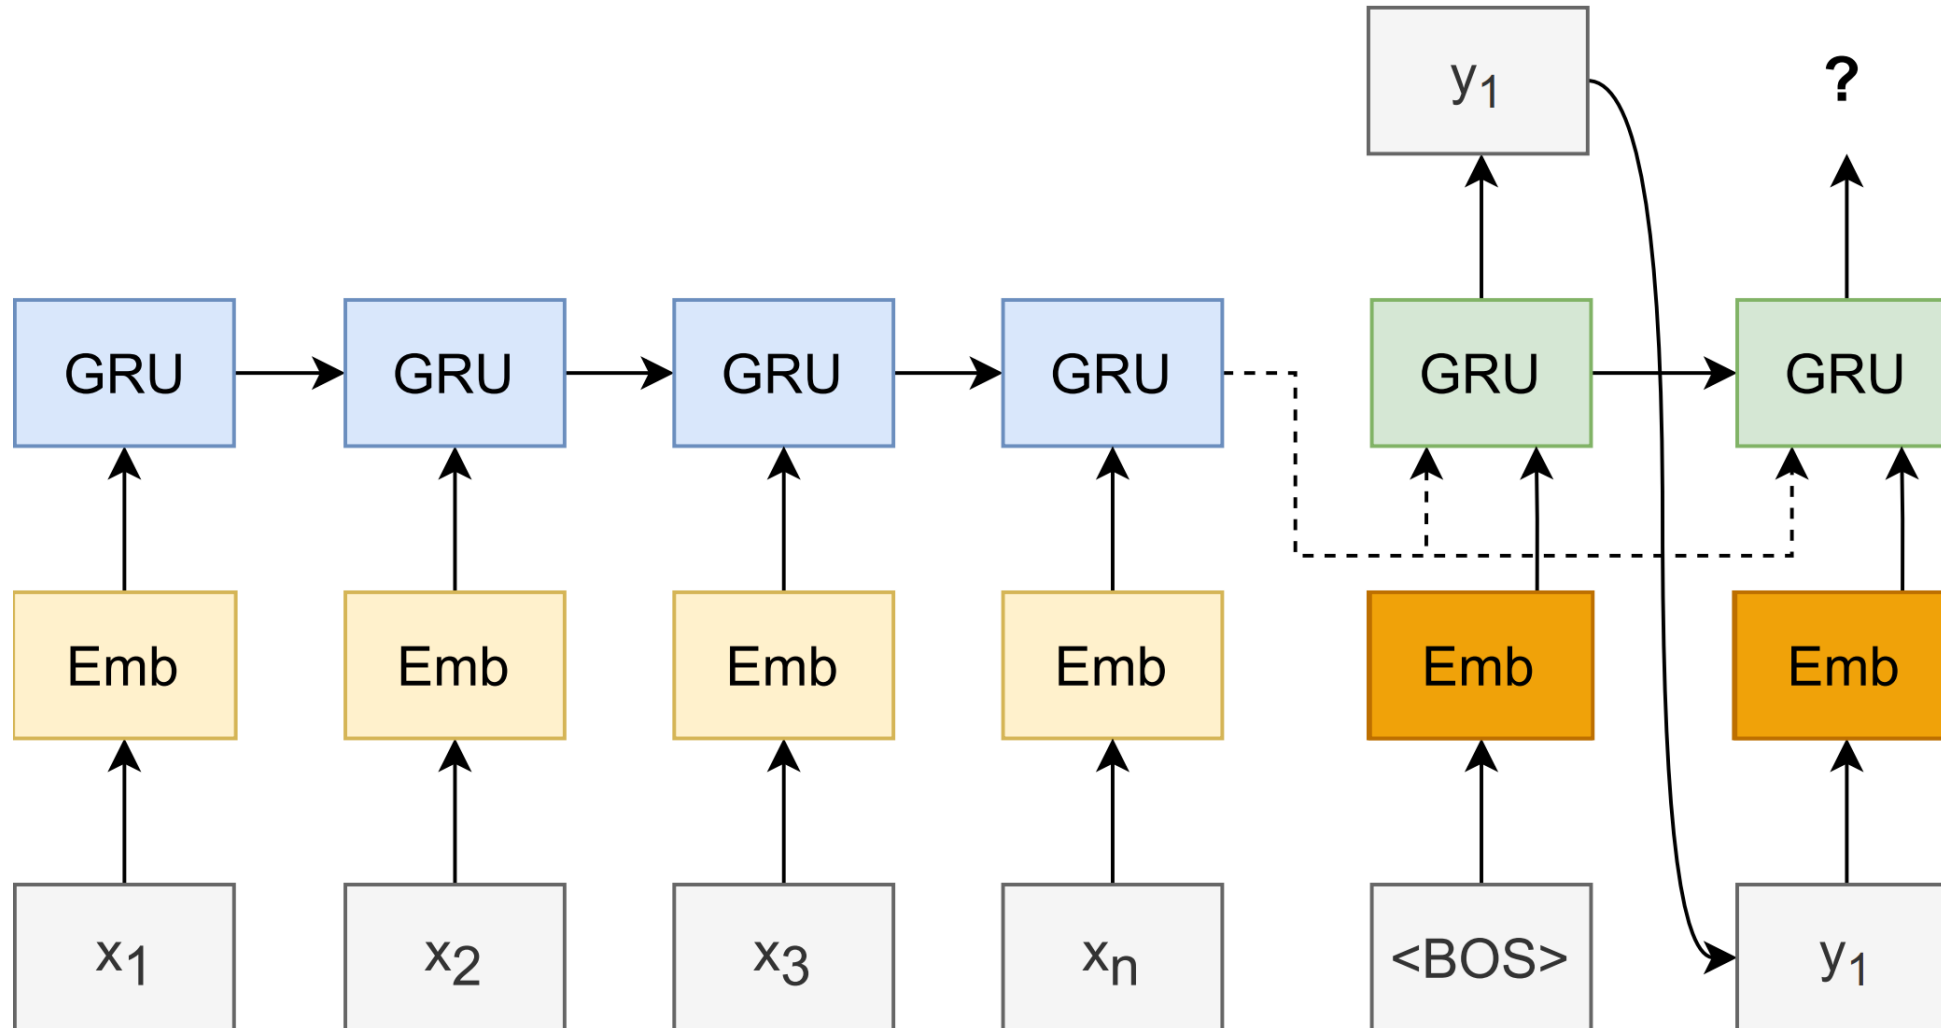 y1 ?
GRU GRU GRU GRU GRU GRU
Emb Emb Emb Emb Emb Emb
x1 x2 x3 xn <BOS> y1